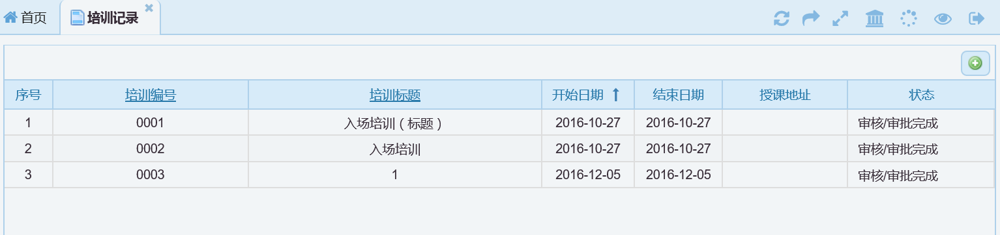 首页 培训记录
序号 培训编号 培训标题 开始日期 结束日期 授课地址 状态
1 0001 入场培训（标题） 2016-10-27 2016-10-27 审核/审批完成
2 0002 入场培训 2016-10-27 2016-10-27 审核/审批完成
3 0003 1 2016-12-05 2016-12-05 审核/审批完成